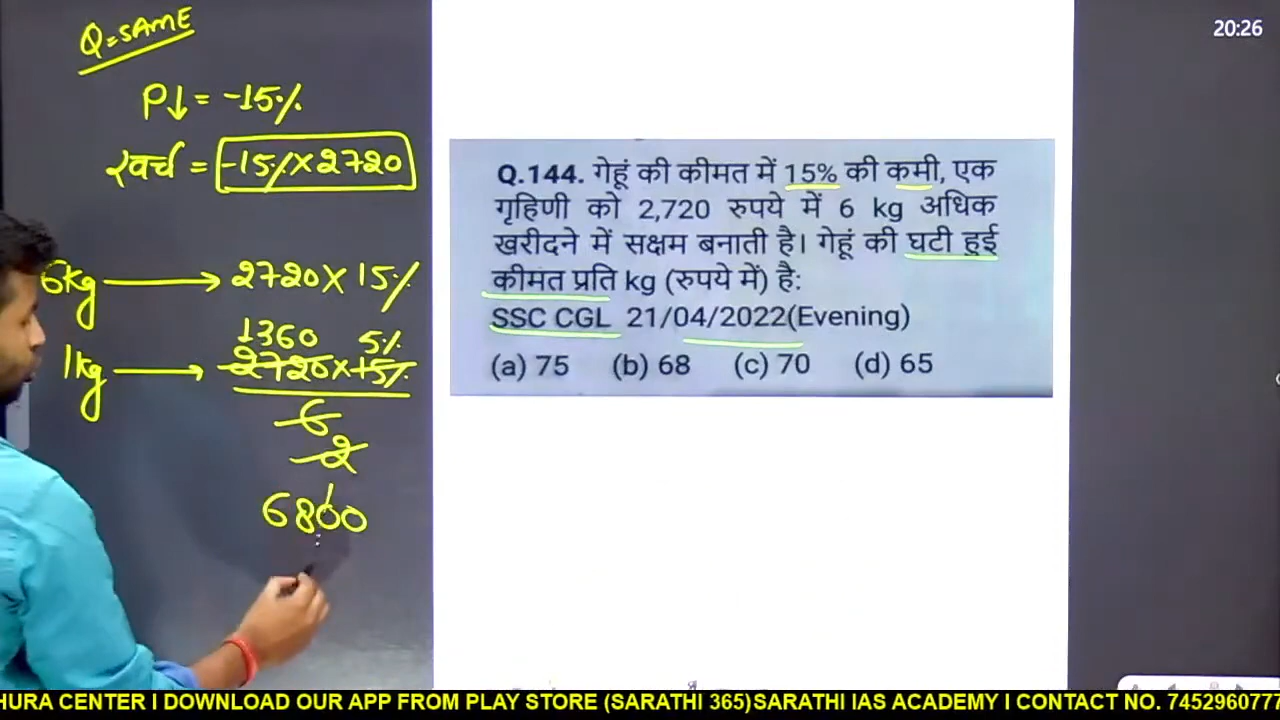 Q=SAME
P↓ = -15%
खर्च = -15%×2720
6kg → 2720×15%
1360 5%
1kg → 2720×15%
6
2
6800
20:26
Q.144. गेहूं की कीमत में 15% की कमी, एक
गृहिणी को 2,720 रुपये में 6 kg अधिक
खरीदने में सक्षम बनाती है। गेहूं की घटी हुई
कीमत प्रति kg (रुपये में) है:
SSC CGL 21/04/2022(Evening)
(a) 75 (b) 68 (c) 70 (d) 65
HURA CENTER I DOWNLOAD OUR APP FROM PLAY STORE (SARATHI 365)SARATHI IAS ACADEMY I CONTACT NO. 7452960777